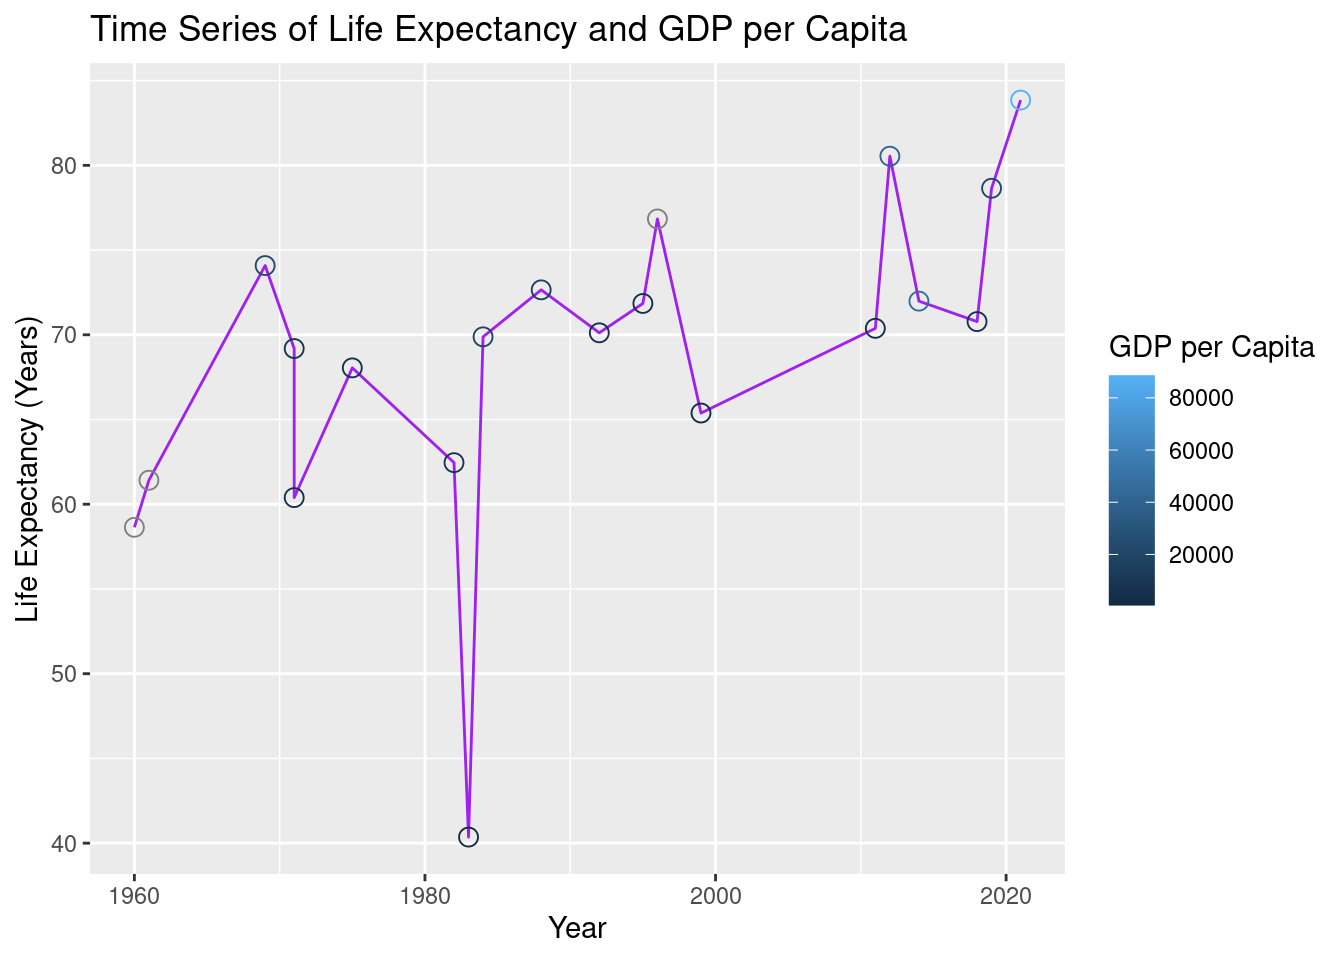 Time Series of Life Expectancy and GDP per Capita
80
70
60
50
40
Life Expectancy (Years)
1960 1980 2000 2020
Year
GDP per Capita
80000
60000
40000
20000